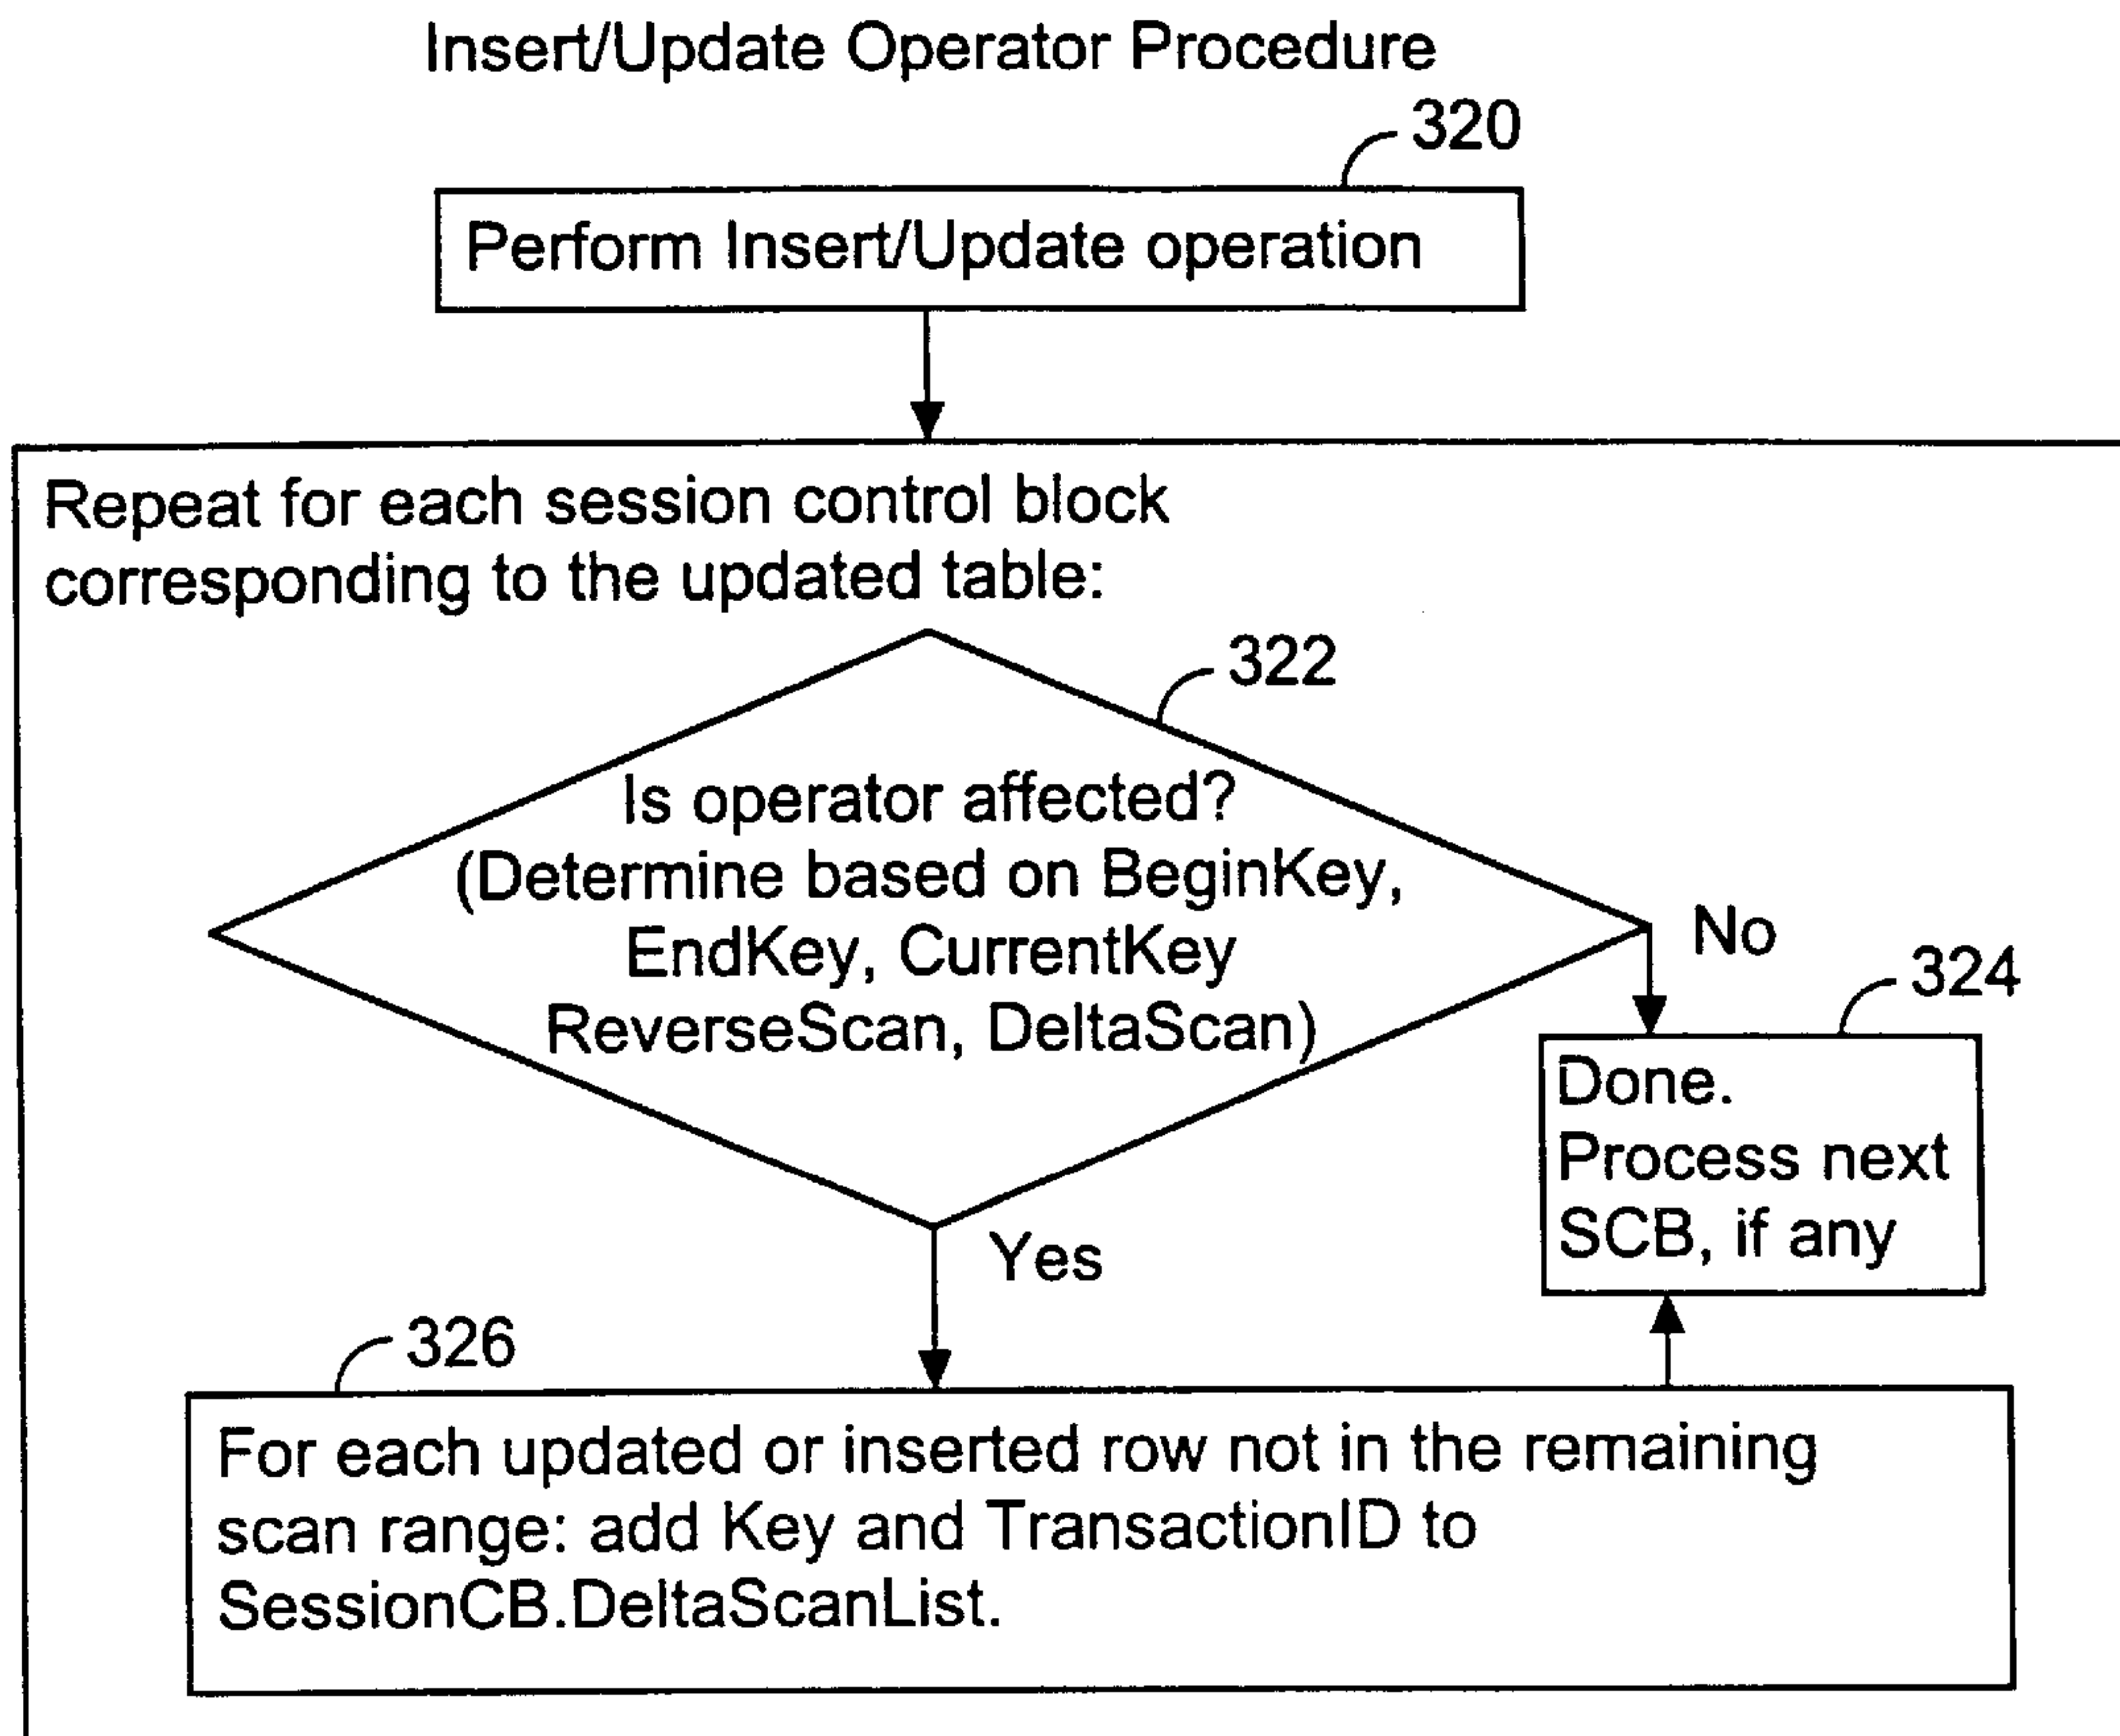 Insert/Update Operator Procedure
320
Perform Insert/Update operation
Repeat for each session control block
corresponding to the updated table:
322
Is operator affected?
(Determine based on BeginKey,
EndKey, CurrentKey
ReverseScan, DeltaScan)
No
324
Done.
Process next
SCB, if any
Yes
326
For each updated or inserted row not in the remaining
scan range: add Key and TransactionID to
SessionCB.DeltaScanList.